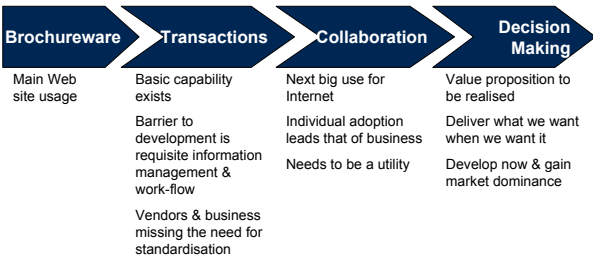 Brochureware
Transactions
Collaboration
Decision
Making
Main Web
site usage
Basic capability
exists
Barrier to
development is
requisite information
management &
work-flow
Vendors & business
missing the need for
standardisation
Next big use for
Internet
Individual adoption
leads that of business
Needs to be a utility
Value proposition to
be realised
Deliver what we want
when we want it
Develop now & gain
market dominance